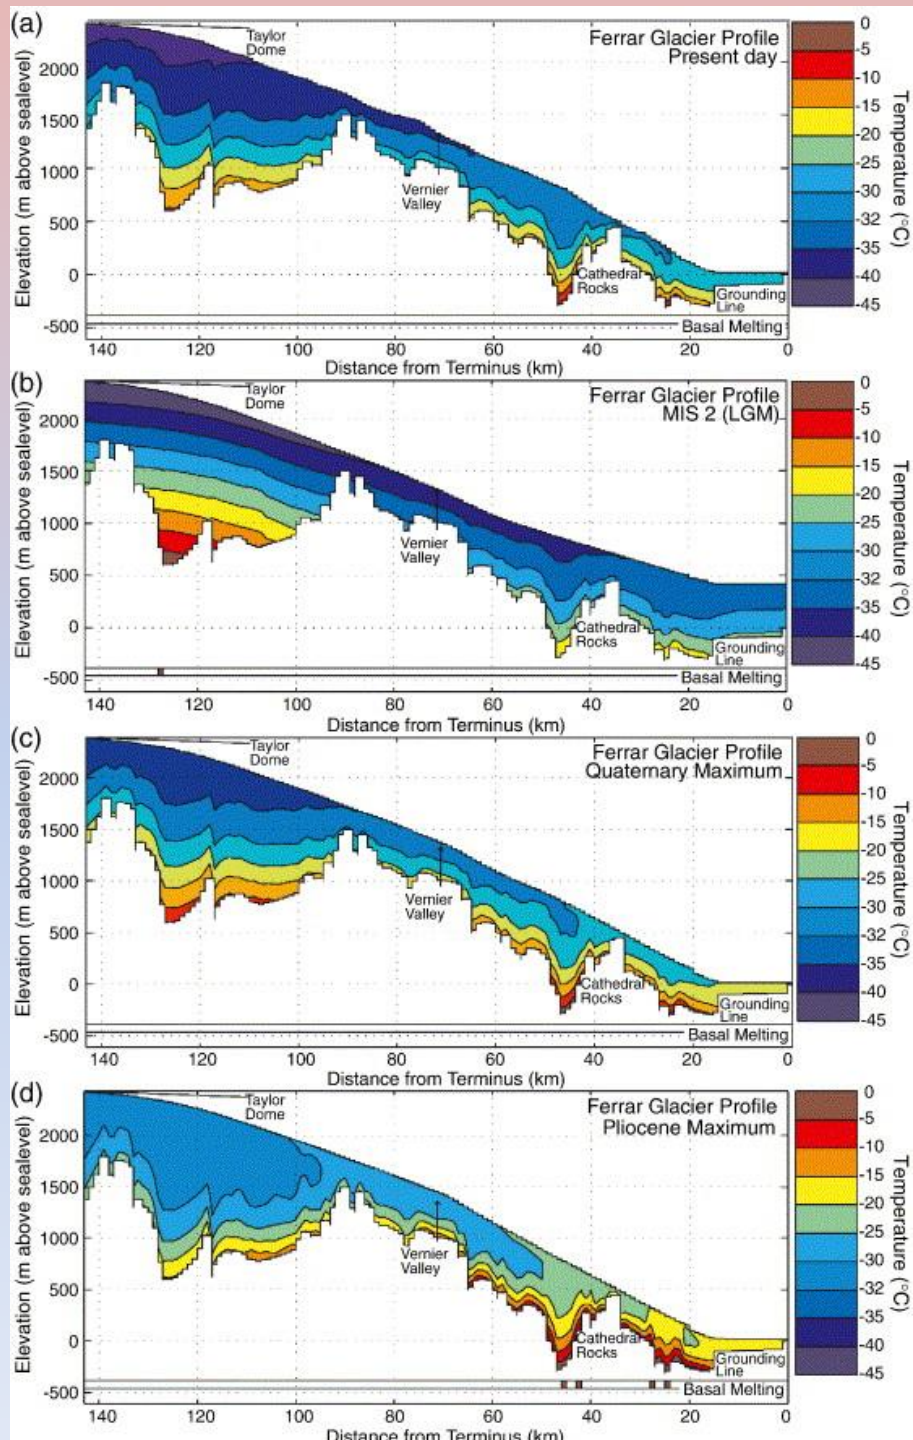 (a)
Ferrar Glacier Profile
Present day
Taylor
Dome
Vernier
Valley
Cathedral
Rocks
Grounding
Line
Basal Melting
Elevation (m above sealevel)
2000
1500
1000
500
0
-500
140 120 100 80 60 40 20 0
Distance from Terminus (km)
0
-5
-10
-15
-20
-25
-30
-32
-35
-40
-45
Temperature (°C)
(b)
Ferrar Glacier Profile
MIS 2 (LGM)
Taylor
Dome
Vernier
Valley
Cathedral
Rocks
Grounding
Line
Basal Melting
Elevation (m above sealevel)
2000
1500
1000
500
0
-500
140 120 100 80 60 40 20 0
Distance from Terminus (km)
0
-5
-10
-15
-20
-25
-30
-32
-35
-40
-45
Temperature (°C)
(c)
Ferrar Glacier Profile
Quaternary Maximum
Taylor
Dome
Vernier
Valley
Cathedral
Rocks
Grounding
Line
Basal Melting
Elevation (m above sealevel)
2000
1500
1000
500
0
-500
140 120 100 80 60 40 20 0
Distance from Terminus (km)
0
-5
-10
-15
-20
-25
-30
-32
-35
-40
-45
Temperature (°C)
(d)
Ferrar Glacier Profile
Pliocene Maximum
Taylor
Dome
Vernier
Valley
Cathedral
Rocks
Grounding
Line
Basal Melting
Elevation (m above sealevel)
2000
1500
1000
500
0
-500
140 120 100 80 60 40 20 0
Distance from Terminus (km)
0
-5
-10
-15
-20
-25
-30
-32
-35
-40
-45
Temperature (°C)